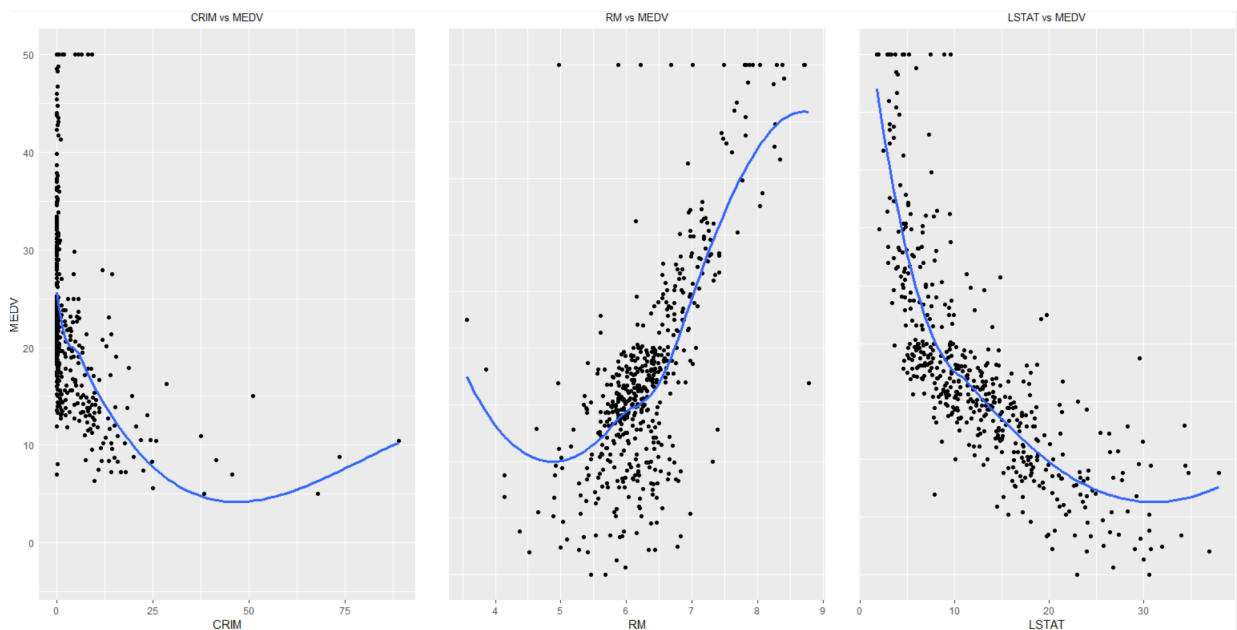 CRIM vs MEDV
RM vs MEDV
LSTAT vs MEDV
50
40
30
20
10
0
MEDV
0 25 50 75
CRIM
4 5 6 7 8 9
RM
0 10 20 30
LSTAT